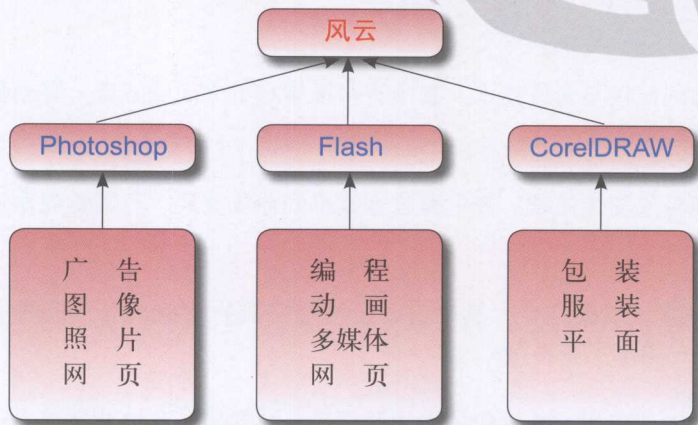 风云
Photoshop
Flash
CorelDRAW
广 告
图 像
照 片
网 页
编 程
动 画
多媒体
网 页
包 装
服 装
平 面